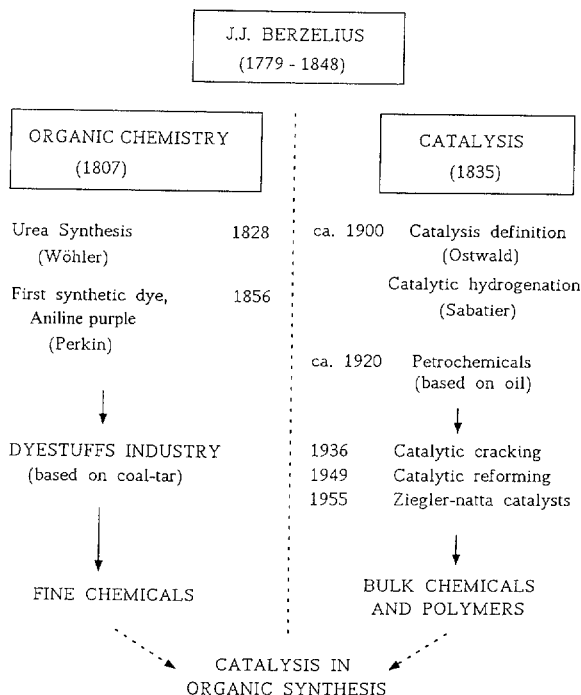 J.J. BERZELIUS
(1779 - 1848)
ORGANIC CHEMISTRY
(1807)
Urea Synthesis 1828
(Wöhler)
First synthetic dye, 1856
Aniline purple
(Perkin)
DYESTUFFS INDUSTRY
(based on coal-tar)
FINE CHEMICALS
CATALYSIS
(1835)
ca. 1900 Catalysis definition
(Ostwald)
Catalytic hydrogenation
(Sabatier)
ca. 1920 Petrochemicals
(based on oil)
1936 Catalytic cracking
1949 Catalytic reforming
1955 Ziegler-natta catalysts
BULK CHEMICALS
AND POLYMERS
CATALYSIS IN
ORGANIC SYNTHESIS